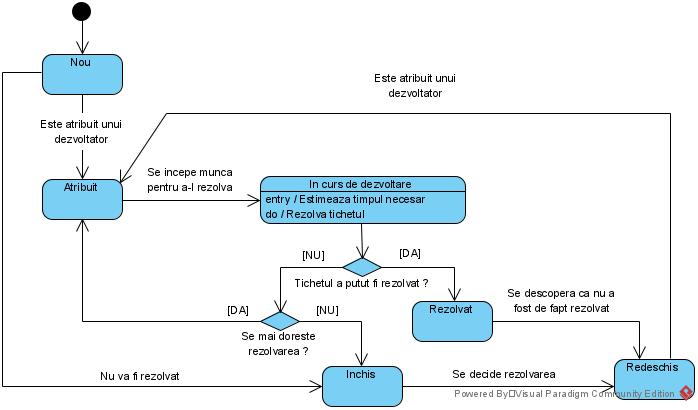 Nou
Este atribuit unui
dezvoltator
Este atribuit unui
dezvoltator
Atribuit
Se incepe munca
pentru a-l rezolva
In curs de dezvoltare
entry / Estimeaza timpul necesar
do / Rezolva tichetul
[NU]
[DA]
Tichetul a putut fi rezolvat ?
[DA]
[NU]
Se mai doreste
rezolvarea ?
Rezolvat
Se descopera ca nu a
fost de fapt rezolvat
Nu va fi rezolvat
Inchis
Se decide rezolvarea
Redeschis
Powered By Visual Paradigm Community Edition